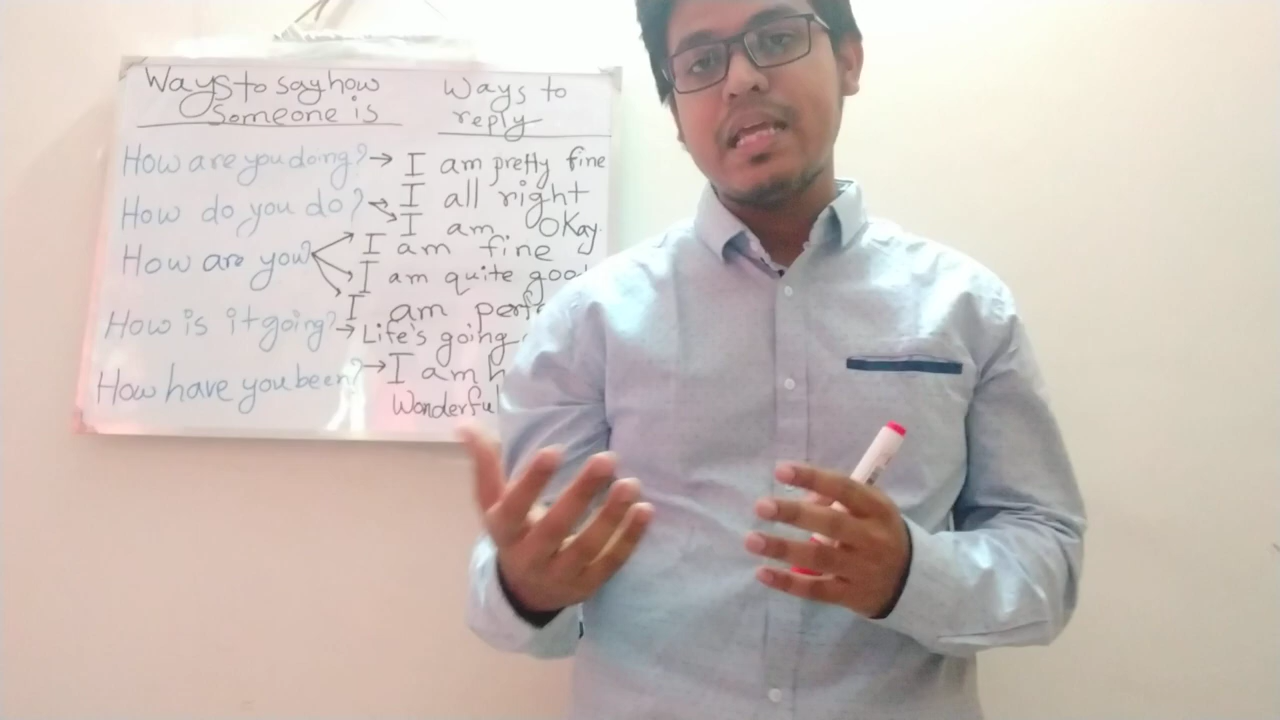 Ways to say how
someone is
Ways to
reply
How are you doing? → I am pretty fine
How do you do? → I all right
I am okay.
How are you? I am fine
I am quite
I am
How is it going? → Life's going
How have you been? → I am